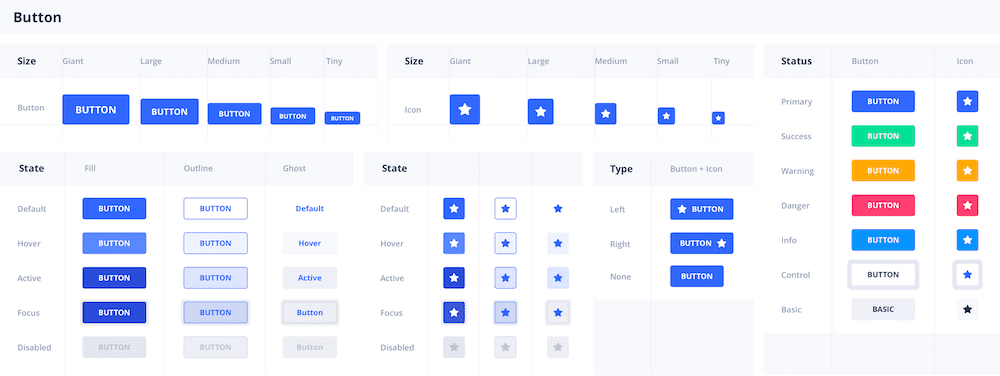 Button
Size Giant Large Medium Small Tiny
Button BUTTON BUTTON BUTTON BUTTON BUTTON
Size Giant Large Medium Small Tiny
Icon
State Fill Outline Ghost
Default BUTTON BUTTON Default
Hover BUTTON BUTTON Hover
Active BUTTON BUTTON Active
Focus BUTTON BUTTON Button
Disabled BUTTON BUTTON Button
State
Default
Hover
Active
Focus
Disabled
Type Button + Icon
Left BUTTON
Right BUTTON
None BUTTON
Status Button Icon
Primary BUTTON
Success BUTTON
Warning BUTTON
Danger BUTTON
Info BUTTON
Control BUTTON
Basic BASIC